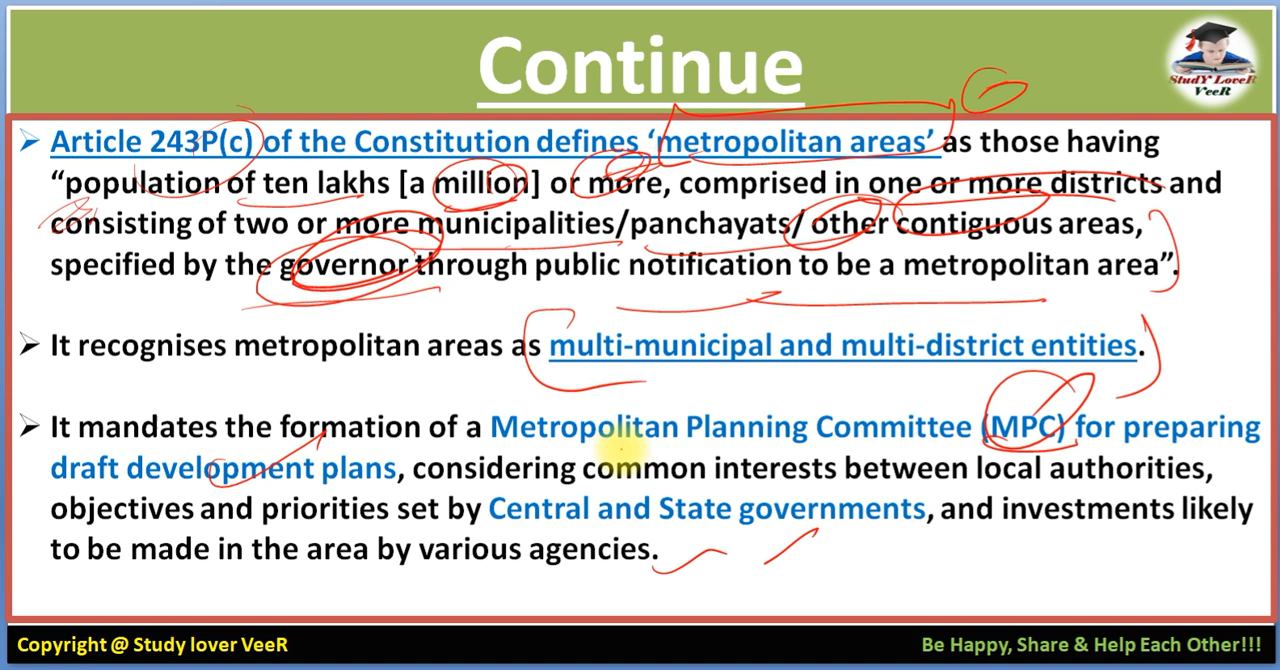 Continue
StudY LoveR
VeeR
➢ Article 243P(c) of the Constitution defines ‘metropolitan areas’ as those having
“population of ten lakhs [a million] or more, comprised in one or more districts and
consisting of two or more municipalities/panchayats/ other contiguous areas,
specified by the governor through public notification to be a metropolitan area”.
➢ It recognises metropolitan areas as multi-municipal and multi-district entities.
➢ It mandates the formation of a Metropolitan Planning Committee (MPC) for preparing
draft development plans, considering common interests between local authorities,
objectives and priorities set by Central and State governments, and investments likely
to be made in the area by various agencies.
Copyright @ Study lover VeeR
Be Happy, Share & Help Each Other!!!